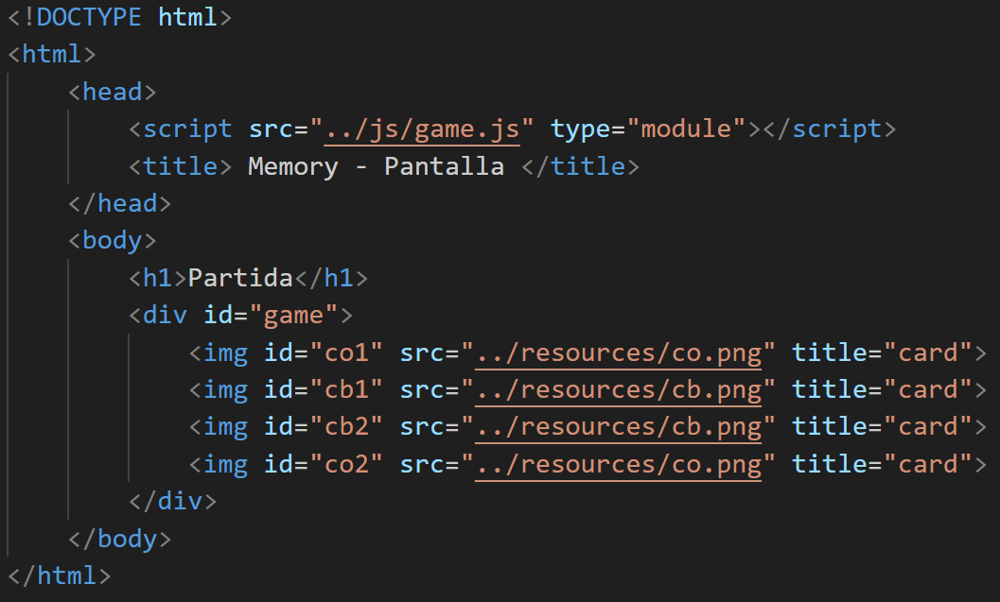 <!DOCTYPE html>
<html>
    <head>
        <script src="../js/game.js" type="module"></script>
        <title> Memory - Pantalla </title>
    </head>
    <body>
        <h1>Partida</h1>
        <div id="game">
            <img id="co1" src="../resources/co.png" title="card">
            <img id="cb1" src="../resources/cb.png" title="card">
            <img id="cb2" src="../resources/cb.png" title="card">
            <img id="co2" src="../resources/co.png" title="card">
        </div>
    </body>
</html>